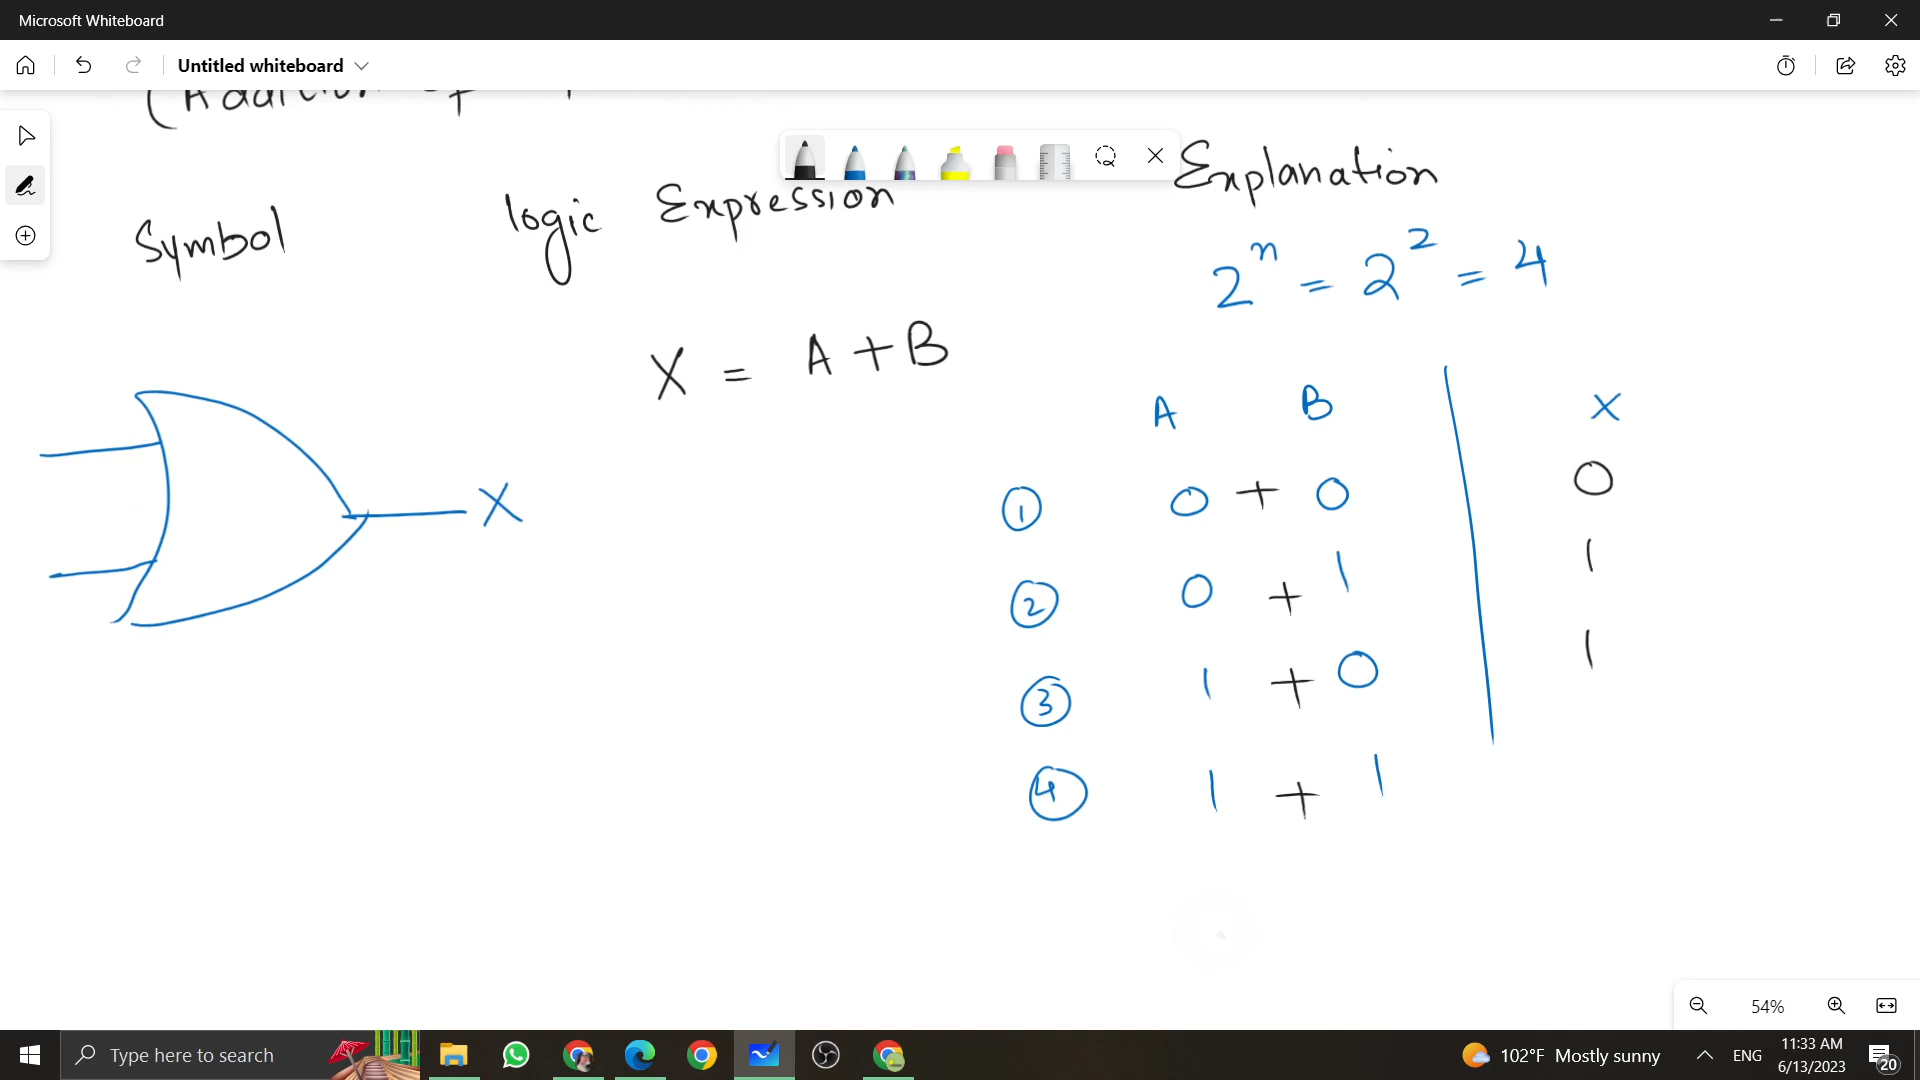 Microsoft Whiteboard
Untitled whiteboard
(Addition of
Symbol
logic Expression
Explanation
2^n = 2^2 = 4
X = A + B
A B X
① 0 + 0 0
② 0 + 1 1
③ 1 + 0 1
④ 1 + 1
X
54%
Type here to search
102°F Mostly sunny
ENG
11:33 AM
6/13/2023
20